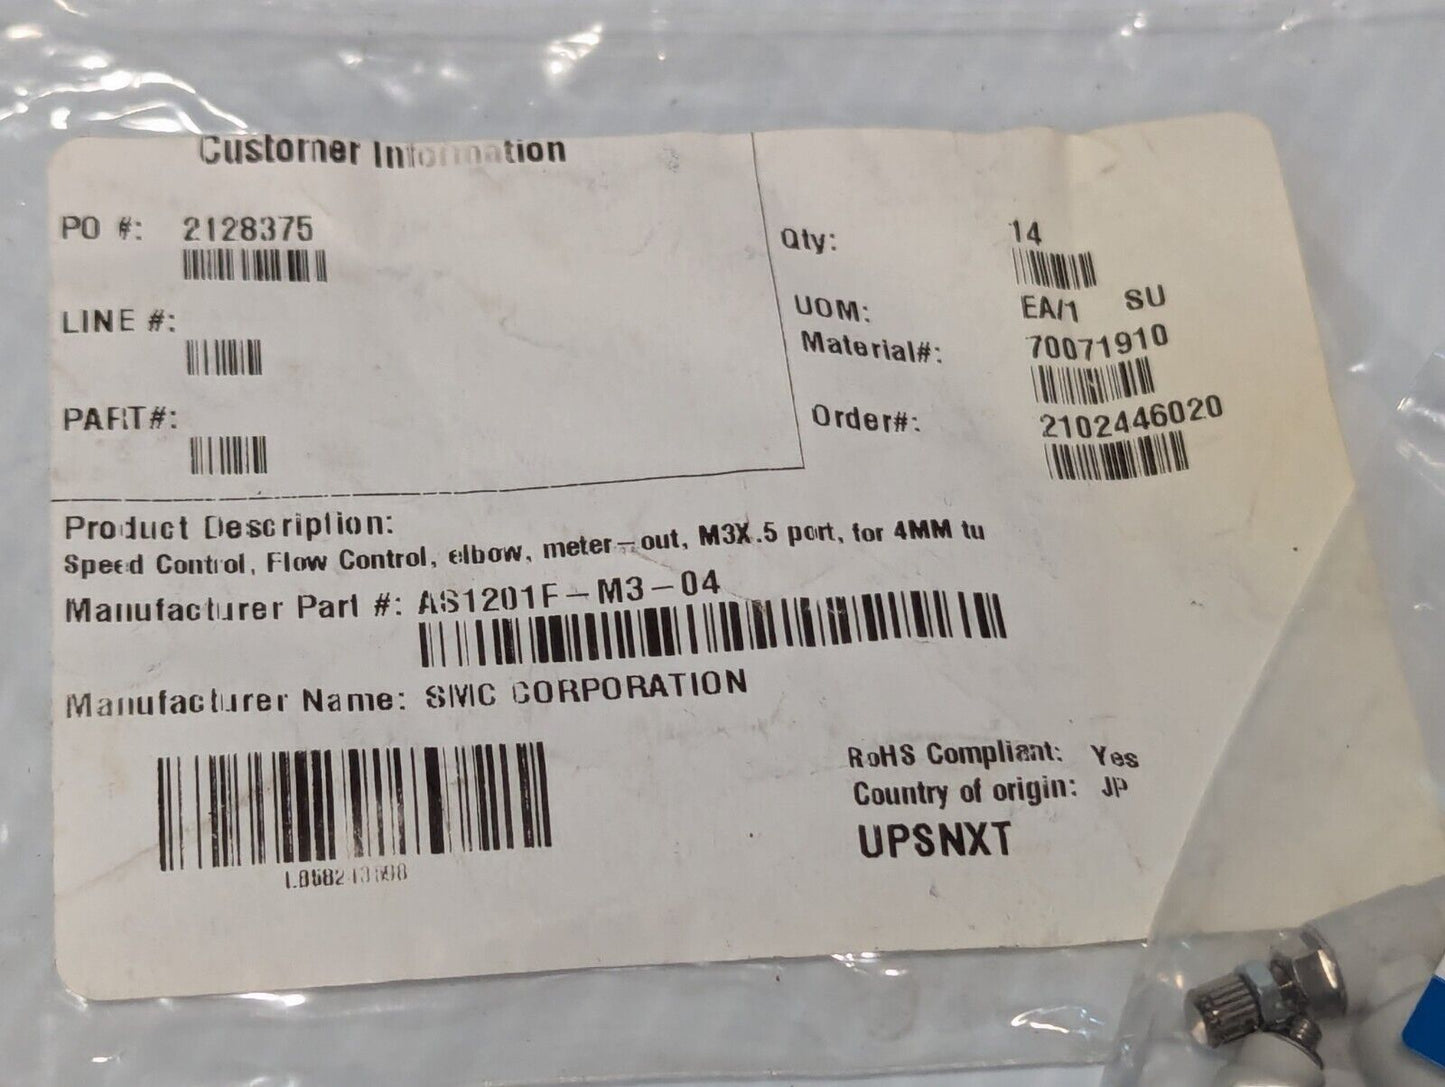 Customer Information
PO #: 2128375
LINE #:
PART#:
Qty: 14
UOM: EA/1 SU
Material#: 70071910
Order#: 2102446020
Product Description:
Speed Control, Flow Control, elbow, meter-out, M3X.5 port, for 4MM tu
Manufacturer Part #: AS1201F-M3-04
Manufacturer Name: SMC CORPORATION
RoHS Compliant: Yes
Country of origin: JP
UPSNXT